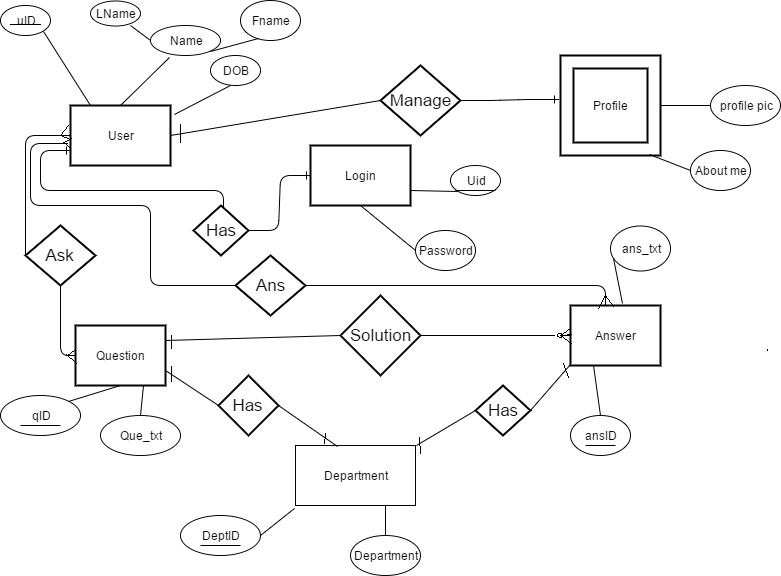 LName
Fname
uID
Name
DOB
Manage
Profile
profile pic
User
Login
Uid
About me
Has
Password
ans_txt
Ask
Ans
Solution
Answer
Question
Has
Has
qID
Que_txt
ansID
Department
DeptID
Department